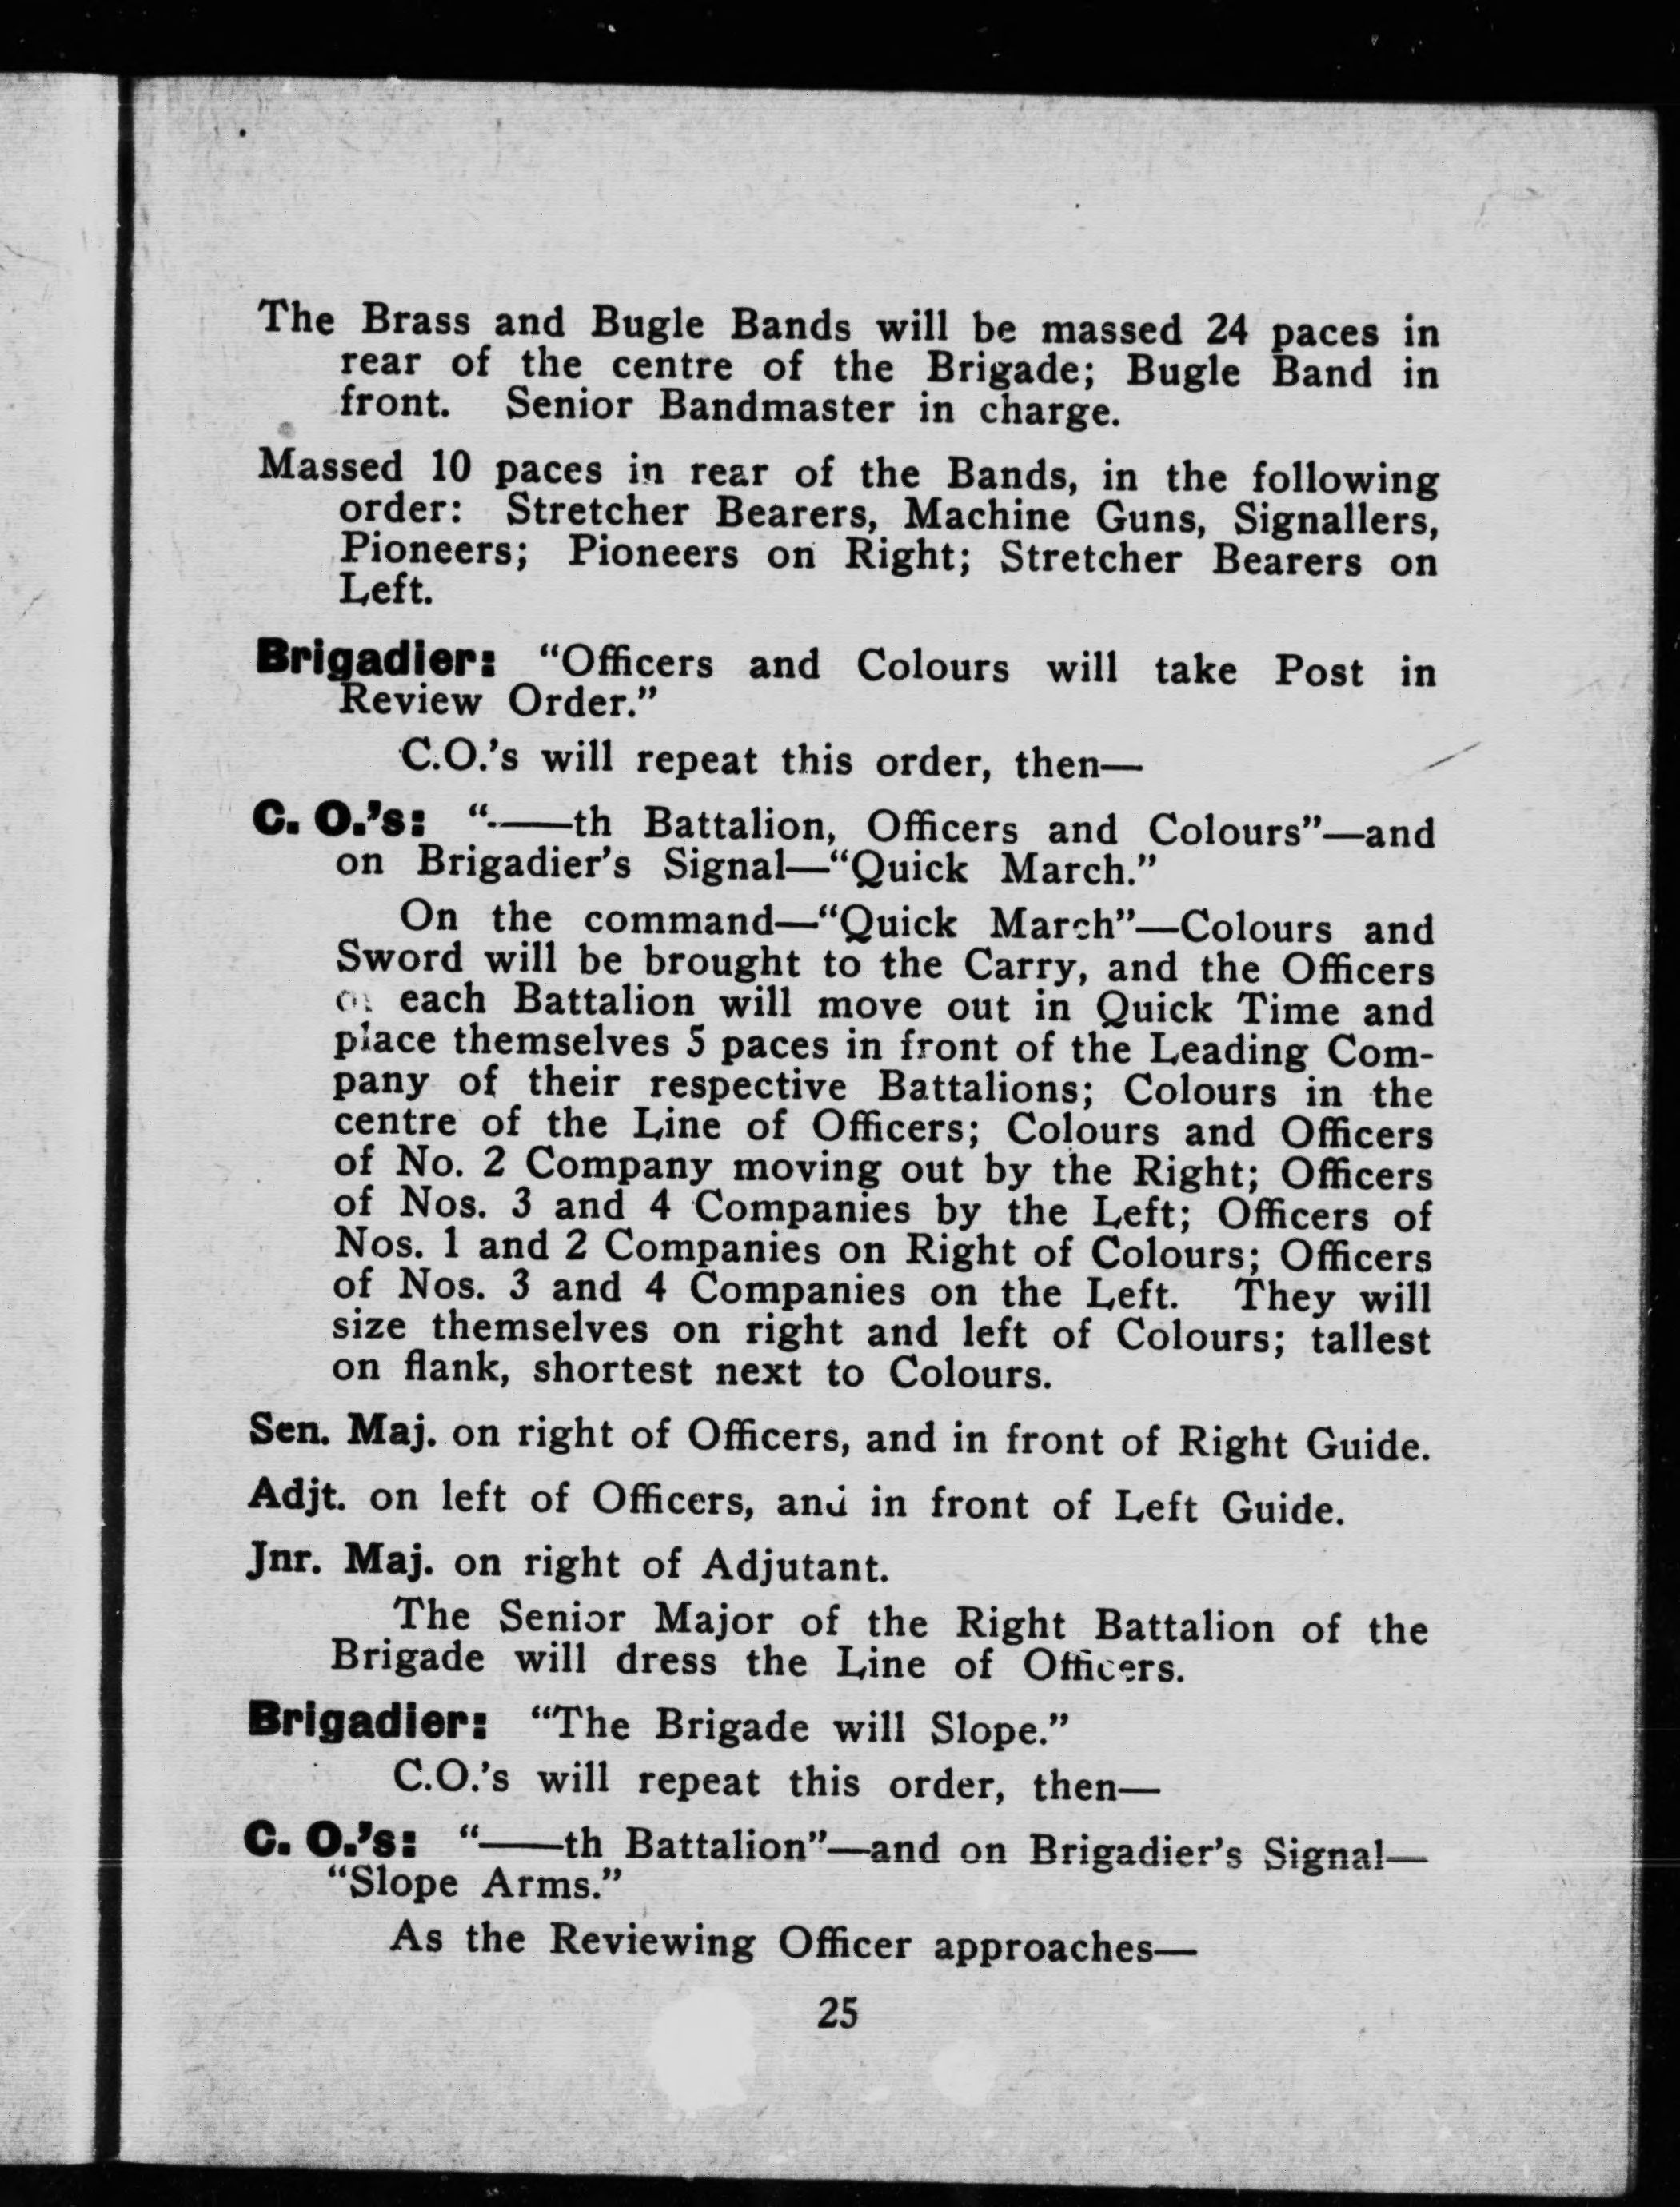 The Brass and Bugle Bands will be massed 24 paces in
rear of the centre of the Brigade; Bugle Band in
front. Senior Bandmaster in charge.
Massed 10 paces in rear of the Bands, in the following
order: Stretcher Bearers, Machine Guns, Signallers,
Pioneers; Pioneers on Right; Stretcher Bearers on
Left.
Brigadier: “Officers and Colours will take Post in
Review Order.”
C.O.'s will repeat this order, then—
C. O.'s: “——th Battalion, Officers and Colours”—and
on Brigadier's Signal—“Quick March.”
On the command—“Quick March”—Colours and
Sword will be brought to the Carry, and the Officers
of each Battalion will move out in Quick Time and
place themselves 5 paces in front of the Leading Com-
pany of their respective Battalions; Colours in the
centre of the Line of Officers; Colours and Officers
of No. 2 Company moving out by the Right; Officers
of Nos. 3 and 4 Companies by the Left; Officers of
Nos. 1 and 2 Companies on Right of Colours; Officers
of Nos. 3 and 4 Companies on the Left. They will
size themselves on right and left of Colours; tallest
on flank, shortest next to Colours.
Sen. Maj. on right of Officers, and in front of Right Guide.
Adjt. on left of Officers, and in front of Left Guide.
Jnr. Maj. on right of Adjutant.
The Senior Major of the Right Battalion of the
Brigade will dress the Line of Officers.
Brigadier: “The Brigade will Slope.”
C.O.'s will repeat this order, then—
C. O.'s: “——th Battalion”—and on Brigadier's Signal—
“Slope Arms.”
As the Reviewing Officer approaches—
25